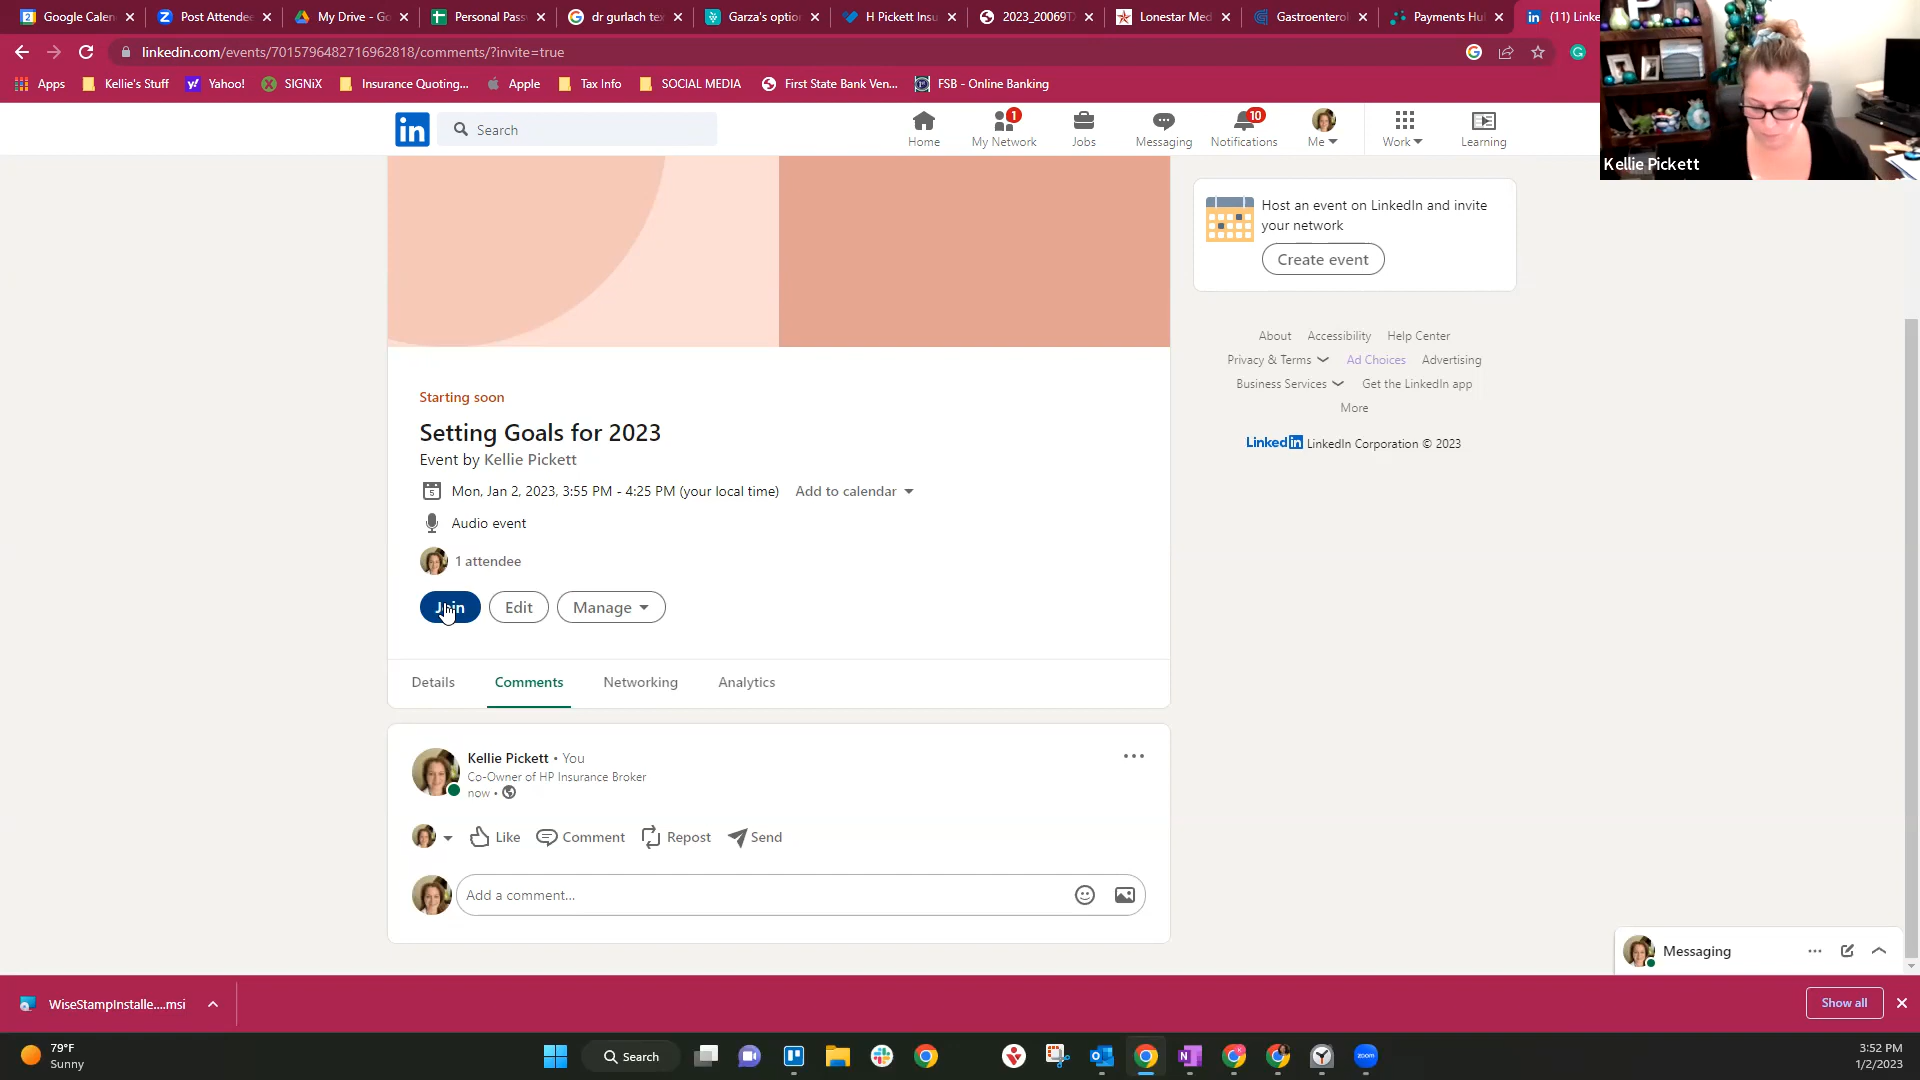 Google Calen
Post Attende
My Drive - Go
Personal Pass
dr gurlach tex
Garza's option
H Pickett Insu
2023_20069T
Lonestar Med
Gastroenterol
Payments Hu
(11) Linke
linkedin.com/events/7015796482716962818/comments/?invite=true
Apps
Kellie's Stuff
Yahoo!
SIGNiX
Insurance Quoting...
Apple
Tax Info
SOCIAL MEDIA
First State Bank Ven...
FSB - Online Banking
Kellie Pickett
in
Search
Home
My Network
1
Jobs
Messaging
Notifications
10
Me
Work
Learning
Host an event on LinkedIn and invite
your network
Create event
About Accessibility Help Center
Privacy & Terms Ad Choices Advertising
Business Services Get the LinkedIn app
More
LinkedIn LinkedIn Corporation © 2023
Starting soon
Setting Goals for 2023
Event by Kellie Pickett
Mon, Jan 2, 2023, 3:55 PM - 4:25 PM (your local time) Add to calendar
Audio event
1 attendee
Join Edit Manage
Details Comments Networking Analytics
Kellie Pickett • You
Co-Owner of HP Insurance Broker
now •
Like Comment Repost Send
Add a comment...
Messaging
WiseStampInstalle....msi
Show all
79°F
Sunny
Search
zoom
3:52 PM
1/2/2023